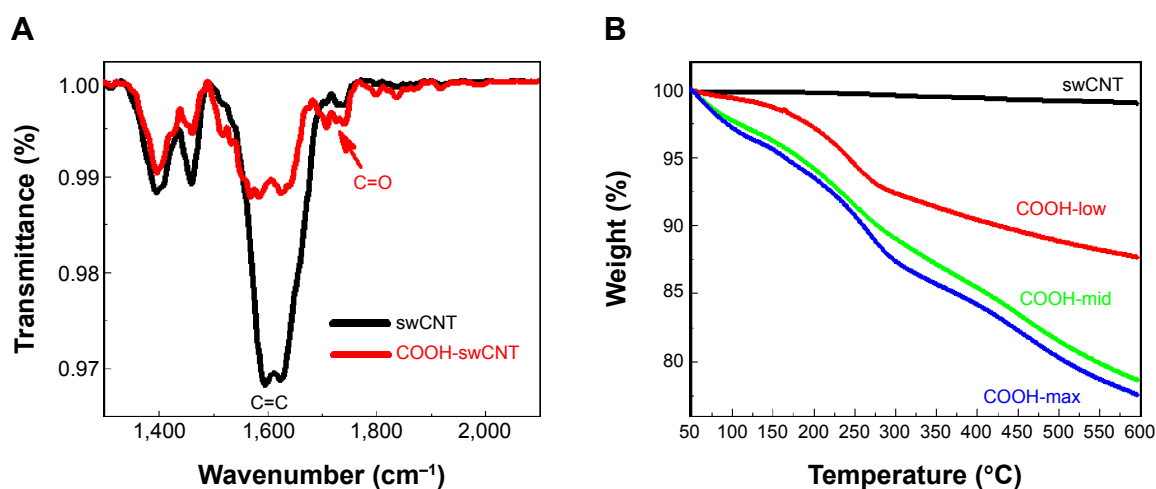 A
Transmittance (%)
1.00
0.99
0.98
0.97
C=O
swCNT
COOH-swCNT
C=C
1,400
1,600
1,800
2,000
Wavenumber (cm⁻¹)
B
Weight (%)
100
95
90
85
80
swCNT
COOH-low
COOH-mid
COOH-max
50
100
150
200
250
300
350
400
450
500
550
600
Temperature (°C)